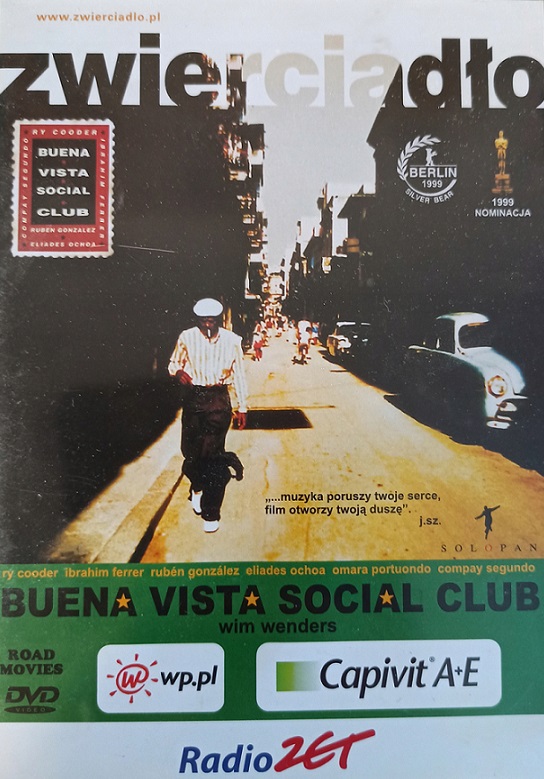 www.zwierciadlo.pl
zwierciadło
RY COODER
COMPAY SEGUNDO
IBRAHIM FERRER
BUENA
VISTA
SOCIAL
CLUB
RUBEN GONZALEZ
ELIADES OCHOA
BERLIN
1999
SILVER BEAR
1999
NOMINACJA
„...muzyka poruszy twoje serce,
film otworzy twoją duszę".
j.sz.
SOLOPAN
ry cooder ibrahim ferrer rubén gonzález eliades ochoa omara portuondo compay segundo
BUENA VISTA SOCIAL CLUB
wim wenders
ROAD
MOVIES
DVD
VIDEO
w wp.pl
Capivit® A+E
Radio ZET